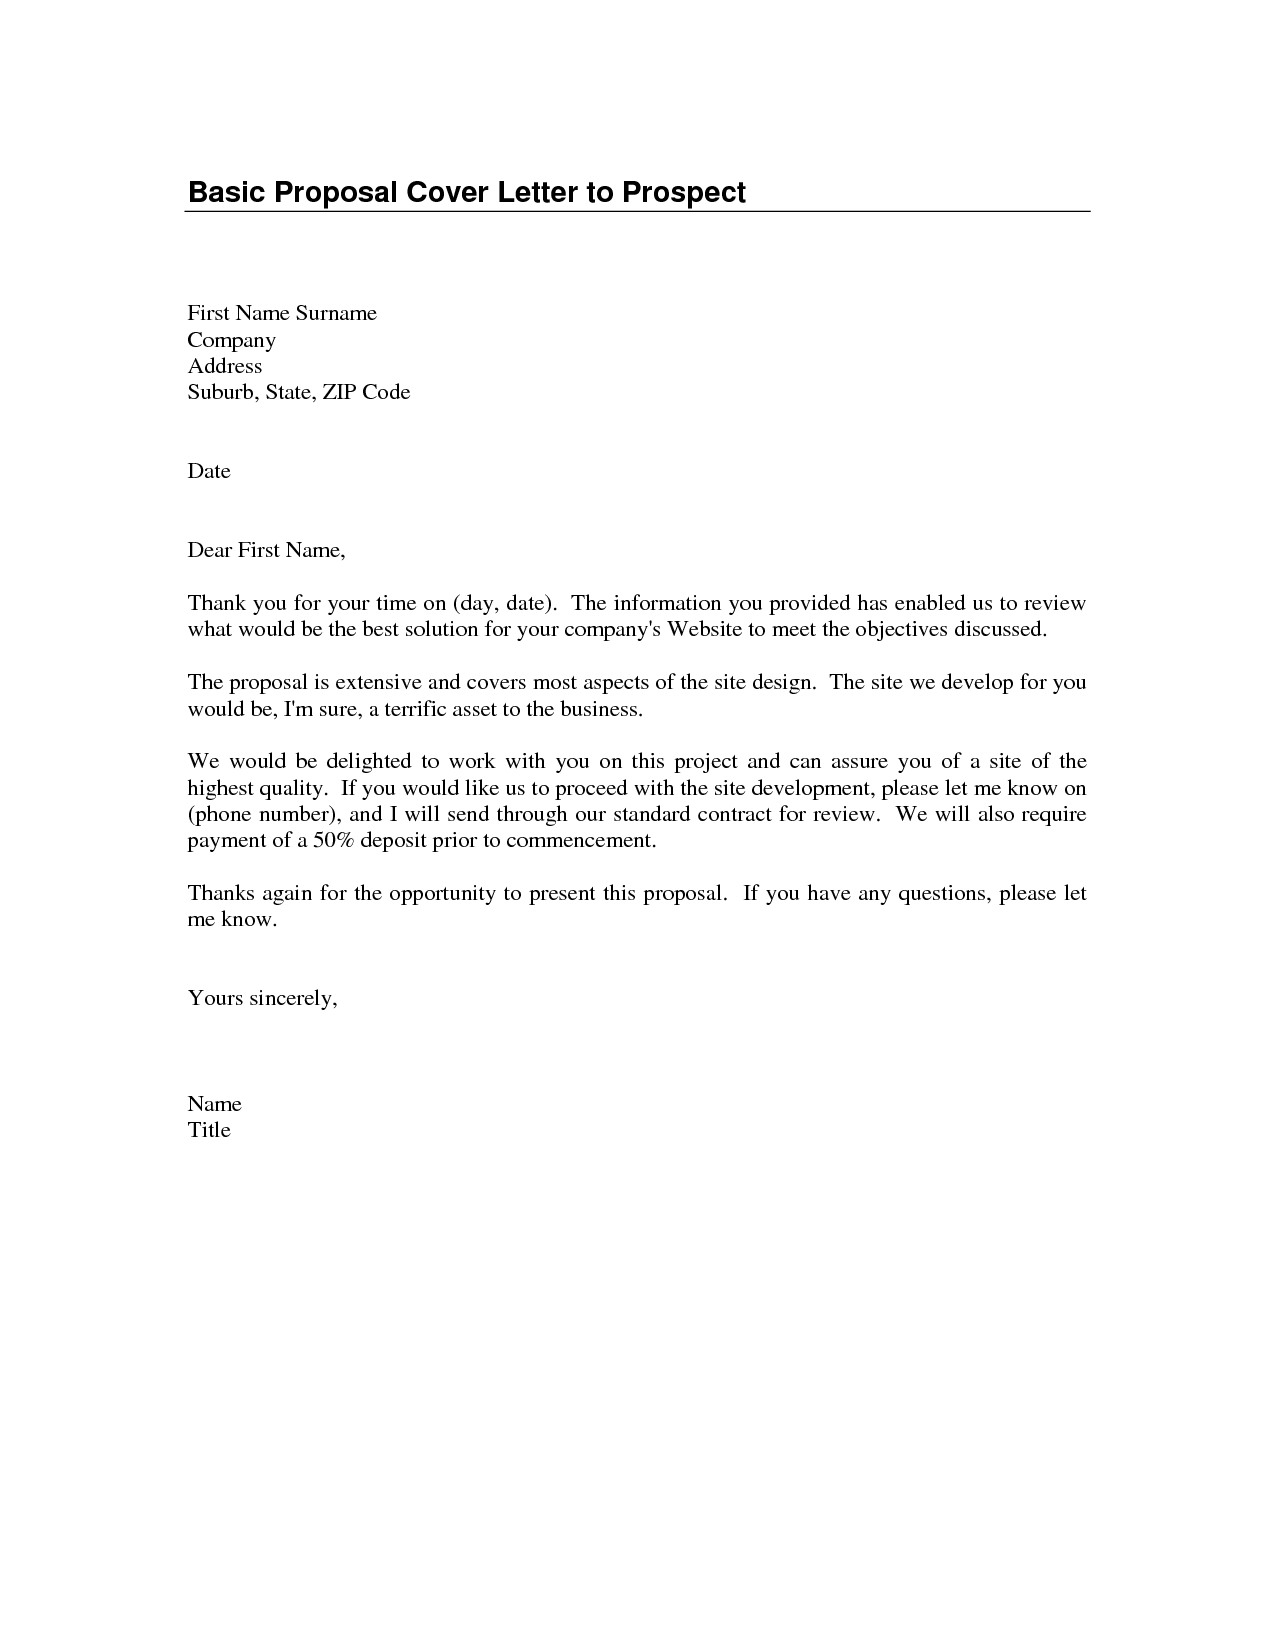 Basic Proposal Cover Letter to Prospect
First Name Surname
Company
Address
Suburb, State, ZIP Code
Date
Dear First Name,
Thank you for your time on (day, date).  The information you provided has enabled us to review
what would be the best solution for your company's Website to meet the objectives discussed.
The proposal is extensive and covers most aspects of the site design.  The site we develop for you
would be, I'm sure, a terrific asset to the business.
We would be delighted to work with you on this project and can assure you of a site of the
highest quality.  If you would like us to proceed with the site development, please let me know on
(phone number), and I will send through our standard contract for review.  We will also require
payment of a 50% deposit prior to commencement.
Thanks again for the opportunity to present this proposal.  If you have any questions, please let
me know.
Yours sincerely,
Name
Title